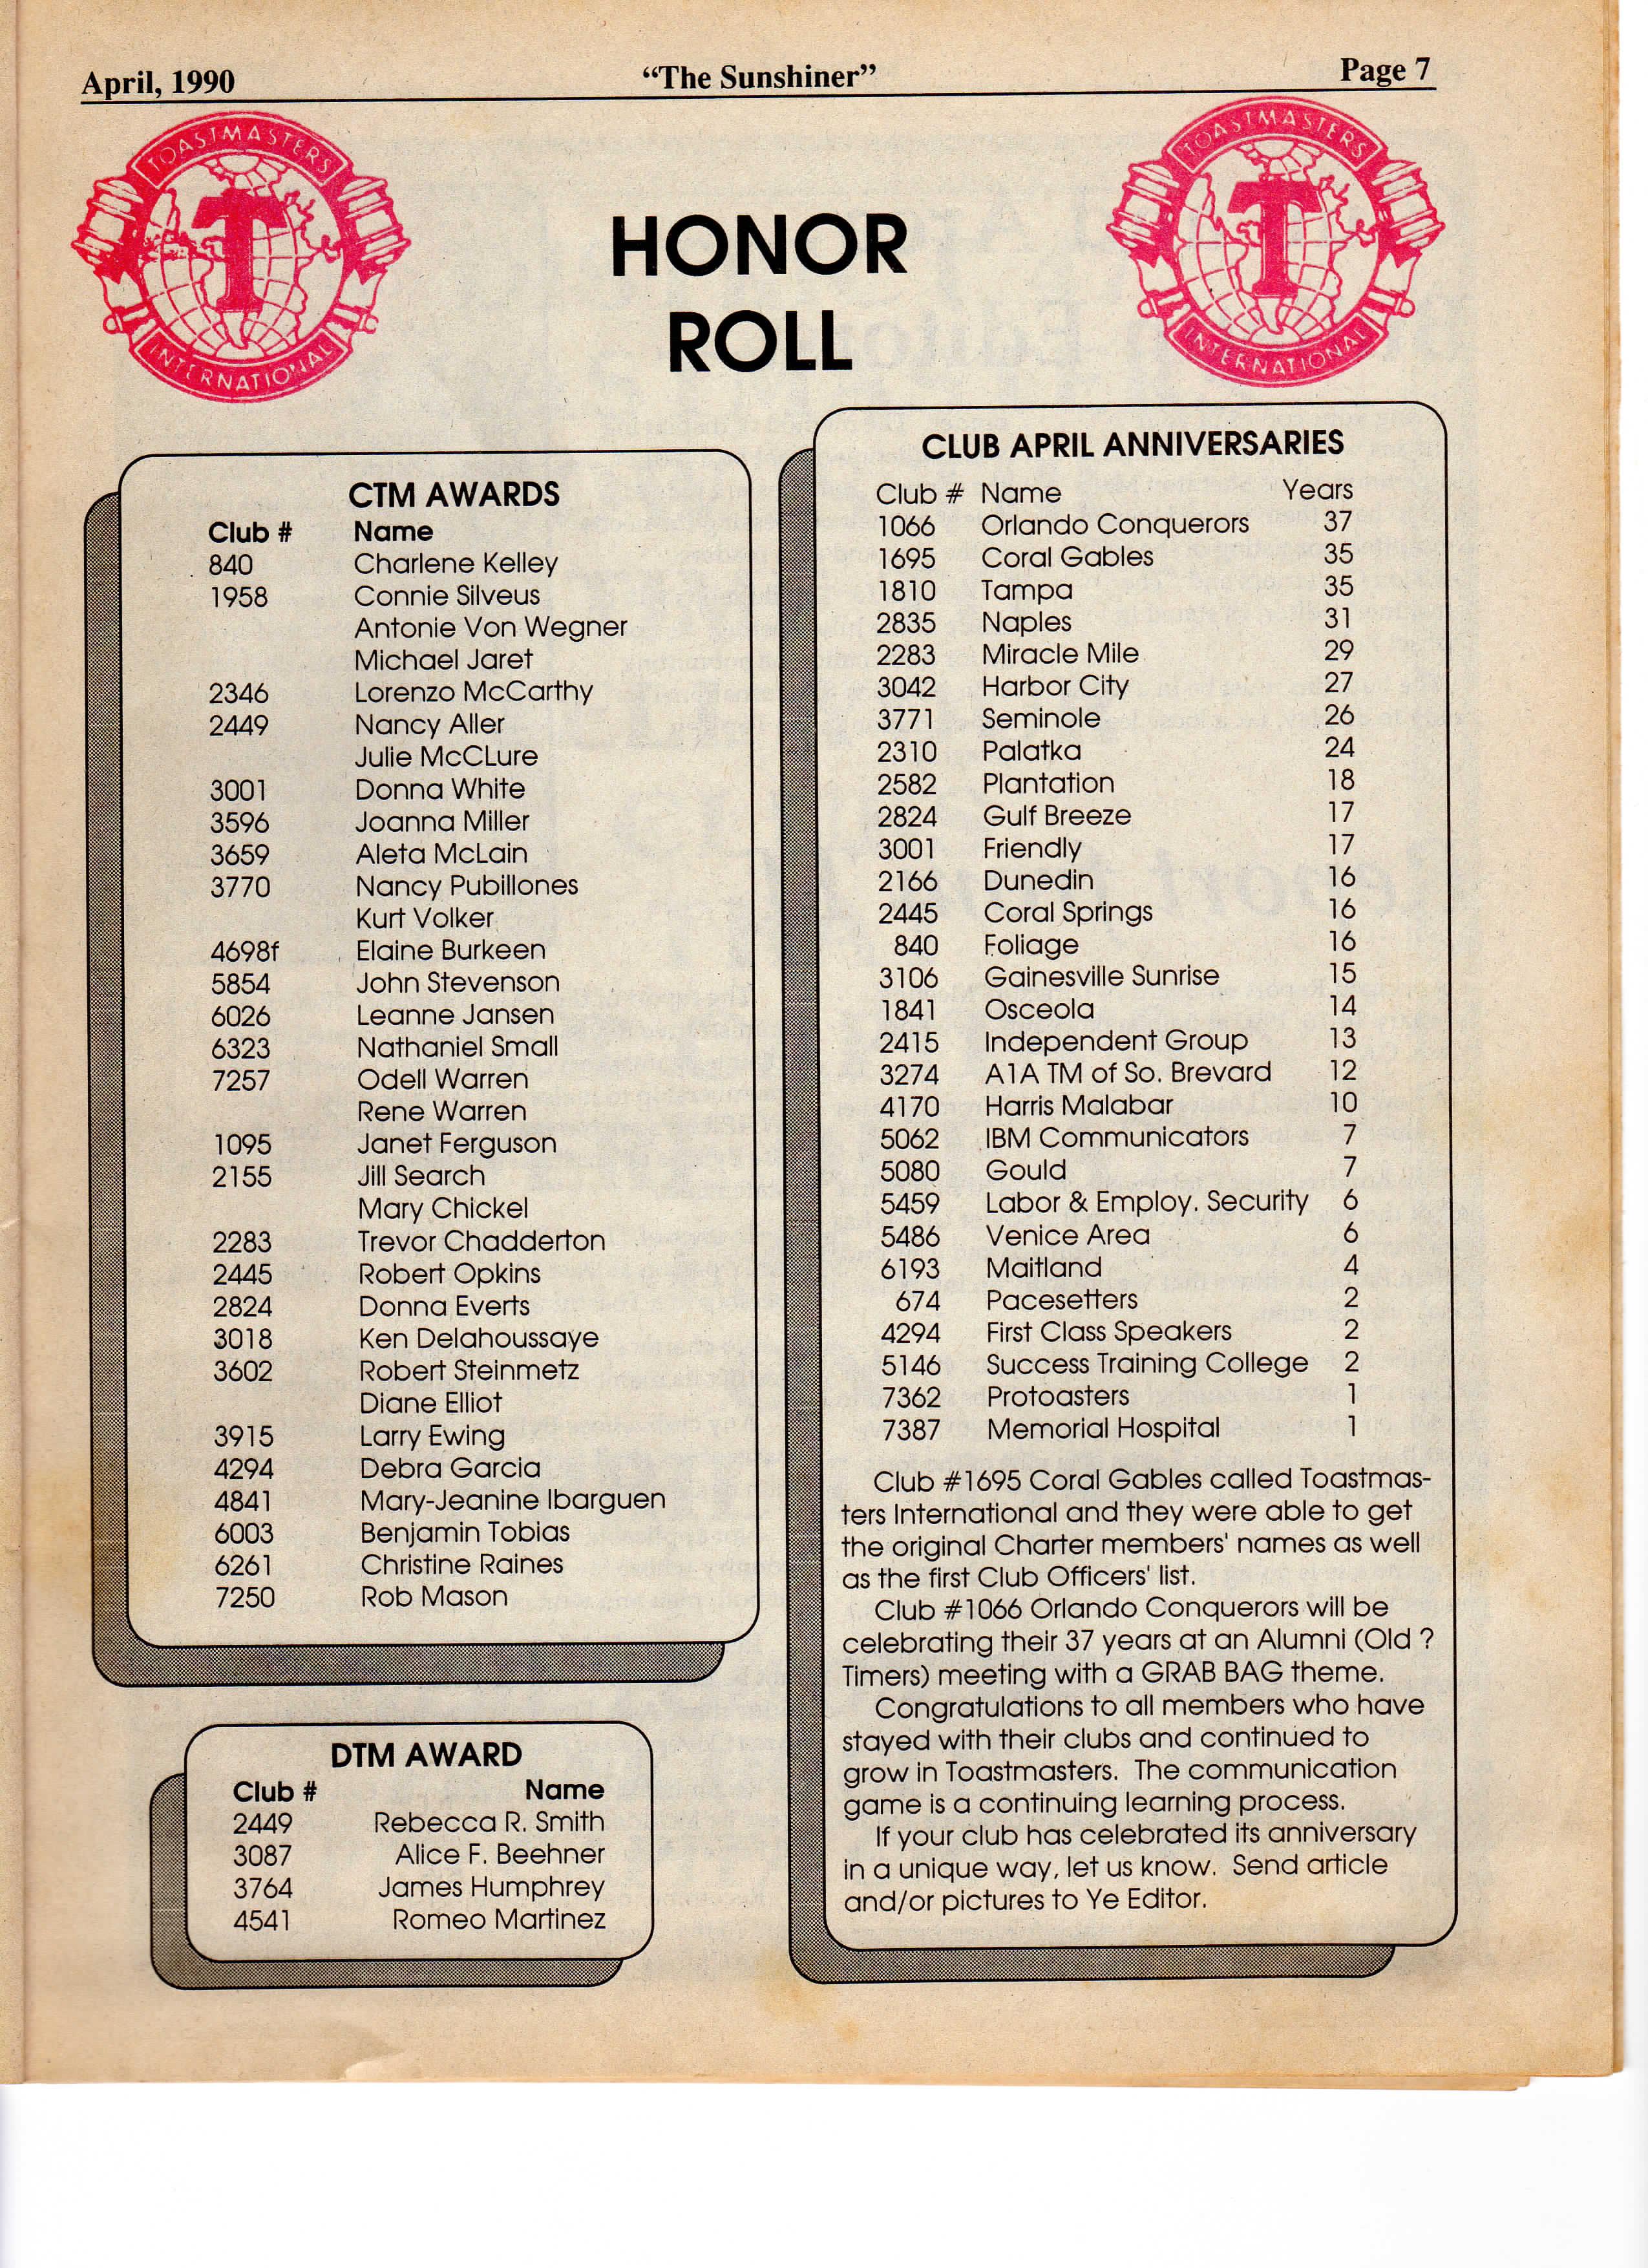 April, 1990 “The Sunshiner” Page 7
TOASTMASTERS
INTERNATIONAL
T
TOASTMASTERS
INTERNATIONAL
T
HONOR
ROLL
CTM AWARDS
Club # Name
840 Charlene Kelley
1958 Connie Silveus
Antonie Von Wegner
Michael Jaret
2346 Lorenzo McCarthy
2449 Nancy Aller
Julie McCLure
3001 Donna White
3596 Joanna Miller
3659 Aleta McLain
3770 Nancy Pubillones
Kurt Volker
4698f Elaine Burkeen
5854 John Stevenson
6026 Leanne Jansen
6323 Nathaniel Small
7257 Odell Warren
Rene Warren
1095 Janet Ferguson
2155 Jill Search
Mary Chickel
2283 Trevor Chadderton
2445 Robert Opkins
2824 Donna Everts
3018 Ken Delahoussaye
3602 Robert Steinmetz
Diane Elliot
3915 Larry Ewing
4294 Debra Garcia
4841 Mary-Jeanine Ibarguen
6003 Benjamin Tobias
6261 Christine Raines
7250 Rob Mason
DTM AWARD
Club # Name
2449 Rebecca R. Smith
3087 Alice F. Beehner
3764 James Humphrey
4541 Romeo Martinez
CLUB APRIL ANNIVERSARIES
Club # Name Years
1066 Orlando Conquerors 37
1695 Coral Gables 35
1810 Tampa 35
2835 Naples 31
2283 Miracle Mile 29
3042 Harbor City 27
3771 Seminole 26
2310 Palatka 24
2582 Plantation 18
2824 Gulf Breeze 17
3001 Friendly 17
2166 Dunedin 16
2445 Coral Springs 16
840 Foliage 16
3106 Gainesville Sunrise 15
1841 Osceola 14
2415 Independent Group 13
3274 A1A TM of So. Brevard 12
4170 Harris Malabar 10
5062 IBM Communicators 7
5080 Gould 7
5459 Labor & Employ. Security 6
5486 Venice Area 6
6193 Maitland 4
674 Pacesetters 2
4294 First Class Speakers 2
5146 Success Training College 2
7362 Protoasters 1
7387 Memorial Hospital 1
Club #1695 Coral Gables called Toastmas-
ters International and they were able to get
the original Charter members' names as well
as the first Club Officers' list.
Club #1066 Orlando Conquerors will be
celebrating their 37 years at an Alumni (Old ?
Timers) meeting with a GRAB BAG theme.
Congratulations to all members who have
stayed with their clubs and continued to
grow in Toastmasters. The communication
game is a continuing learning process.
If your club has celebrated its anniversary
in a unique way, let us know. Send article
and/or pictures to Ye Editor.